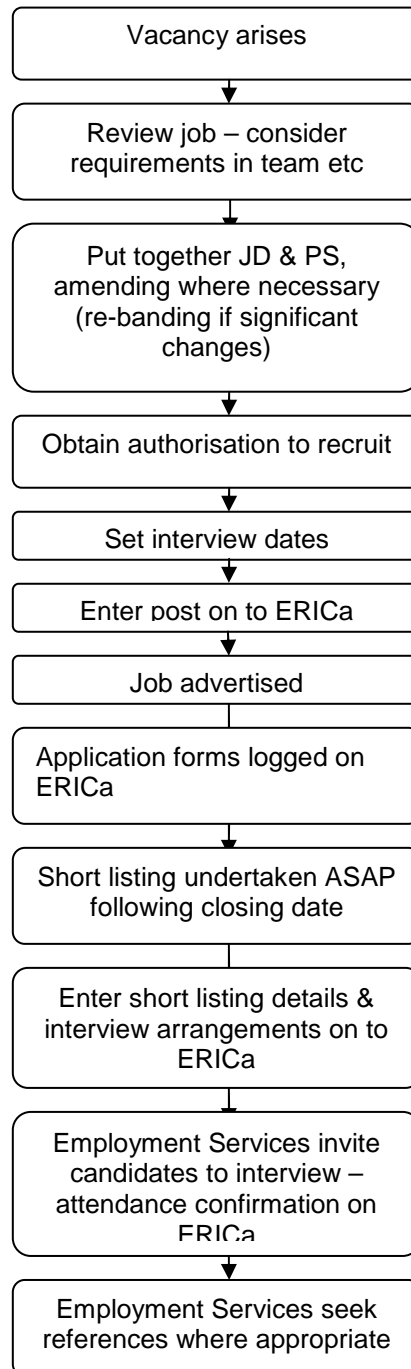 Vacancy arises
Review job – consider
requirements in team etc
Put together JD & PS,
amending where necessary
(re-banding if significant
changes)
Obtain authorisation to recruit
Set interview dates
Enter post on to ERICa
Job advertised
Application forms logged on
ERICa
Short listing undertaken ASAP
following closing date
Enter short listing details &
interview arrangements on to
ERICa
Employment Services invite
candidates to interview –
attendance confirmation on
ERICa
Employment Services seek
references where appropriate